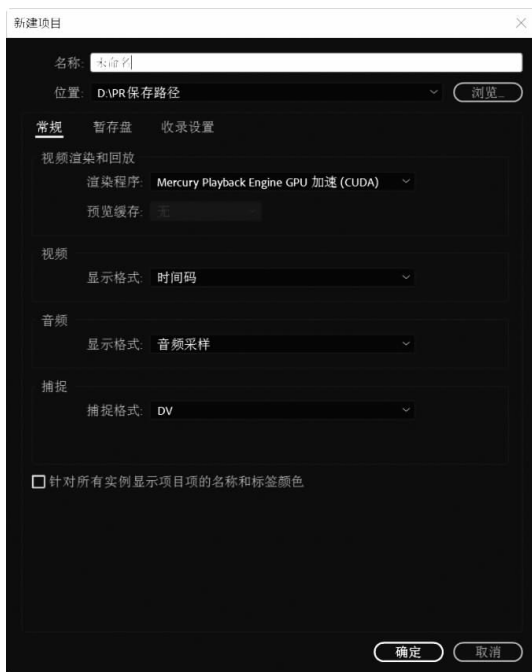 新建项目
名称: 未命名
位置: D:\PR保存路径 浏览...
常规 暂存盘 收录设置
视频渲染和回放
渲染程序: Mercury Playback Engine GPU 加速 (CUDA)
预览缓存: 无
视频
显示格式: 时间码
音频
显示格式: 音频采样
捕捉
捕捉格式: DV
针对所有实例显示项目项的名称和标签颜色
确定 取消